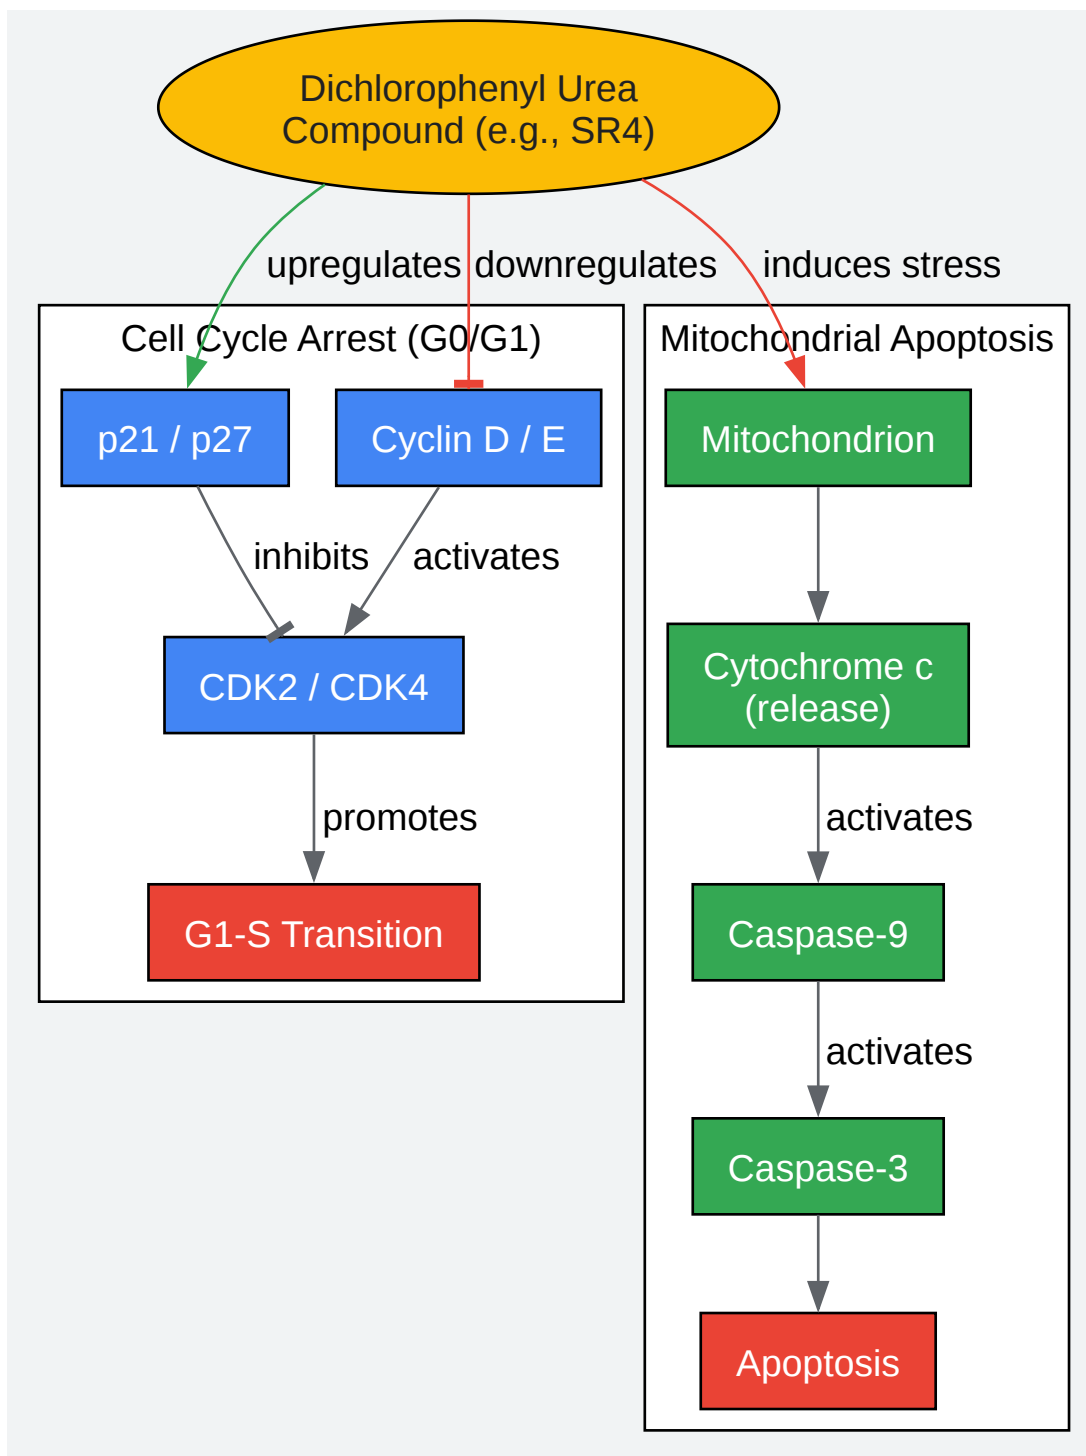 Dichlorophenyl Urea
Compound (e.g., SR4)
upregulates
downregulates
induces stress
Cell Cycle Arrest (G0/G1)
Mitochondrial Apoptosis
p21 / p27
Cyclin D / E
Mitochondrion
inhibits
activates
Cytochrome c
(release)
CDK2 / CDK4
promotes
activates
G1-S Transition
Caspase-9
activates
Caspase-3
Apoptosis